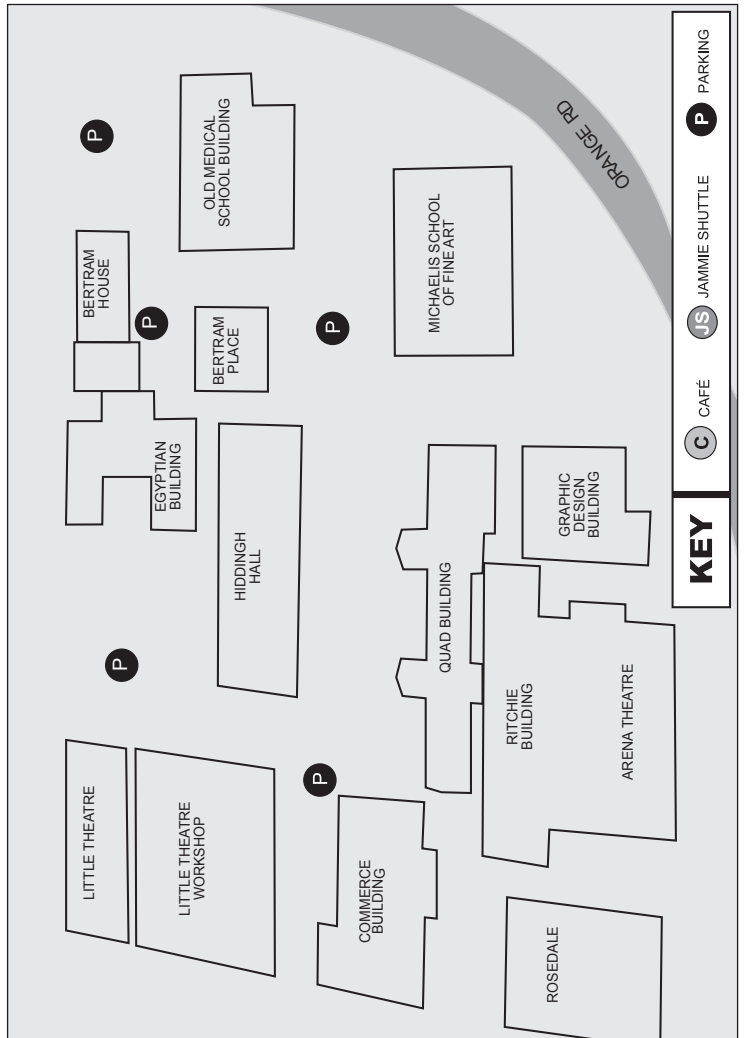 LITTLE THEATRE
LITTLE THEATRE
WORKSHOP
P
EGYPTIAN
BUILDING
BERTRAM
HOUSE
P
P
OLD MEDICAL
SCHOOL BUILDING
BERTRAM
PLACE
HIDDINGH
HALL
P
P
COMMERCE
BUILDING
QUAD BUILDING
MICHAELIS SCHOOL
OF FINE ART
ORANGE RD
ROSEDALE
RITCHIE
BUILDING
GRAPHIC
DESIGN
BUILDING
ARENA THEATRE
KEY
C CAFÉ
JS JAMMIE SHUTTLE
P PARKING